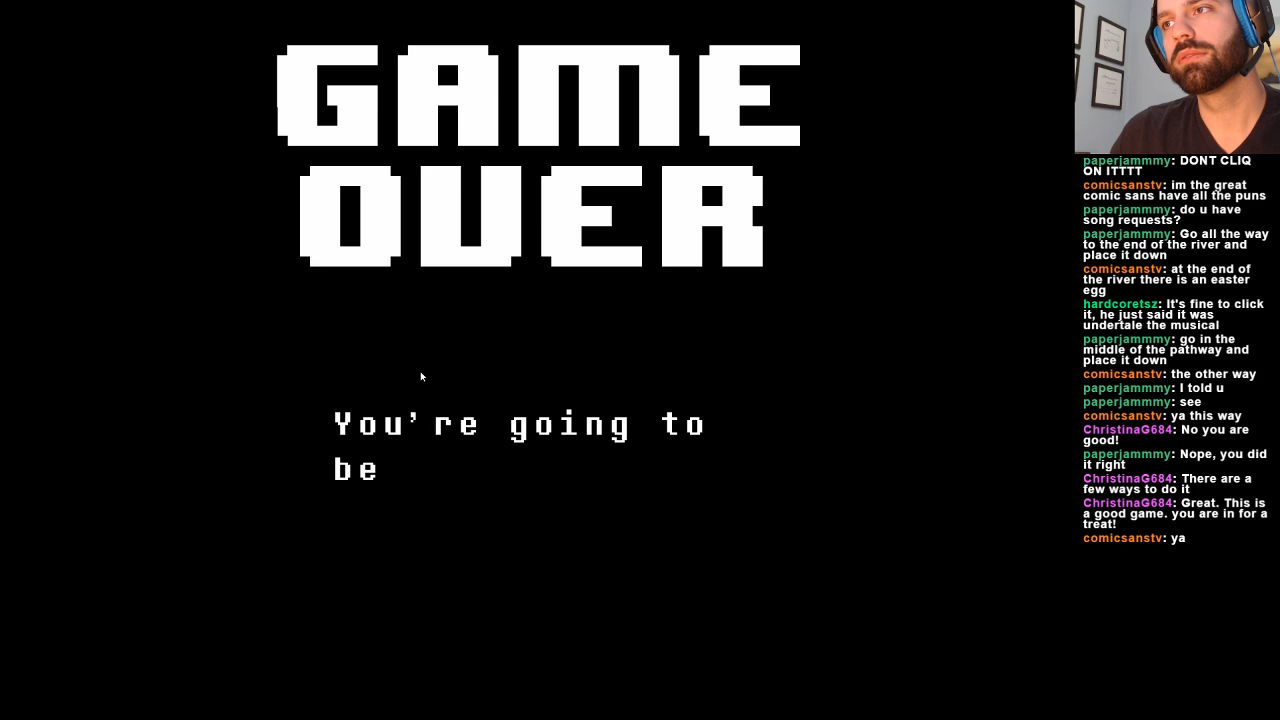 GAME
OVER
You're going to
be
paperjammmy: DONT CLIQ
ON ITTTT
comicsanstv: im the great
comic sans have all the puns
paperjammmy: do u have
song requests?
paperjammmy: Go all the way
to the end of the river and
place it down
comicsanstv: at the end of
the river there is an easter
egg
hardcoretsz: It's fine to click
it, he just said it was
undertale the musical
paperjammmy: go in the
middle of the pathway and
place it down
comicsanstv: the other way
paperjammmy: I told u
paperjammmy: see
comicsanstv: ya this way
ChristinaG684: No you are
good!
paperjammmy: Nope, you did
it right
ChristinaG684: There are a
few ways to do it
ChristinaG684: Great. This is
a good game. you are in for a
treat!
comicsanstv: ya